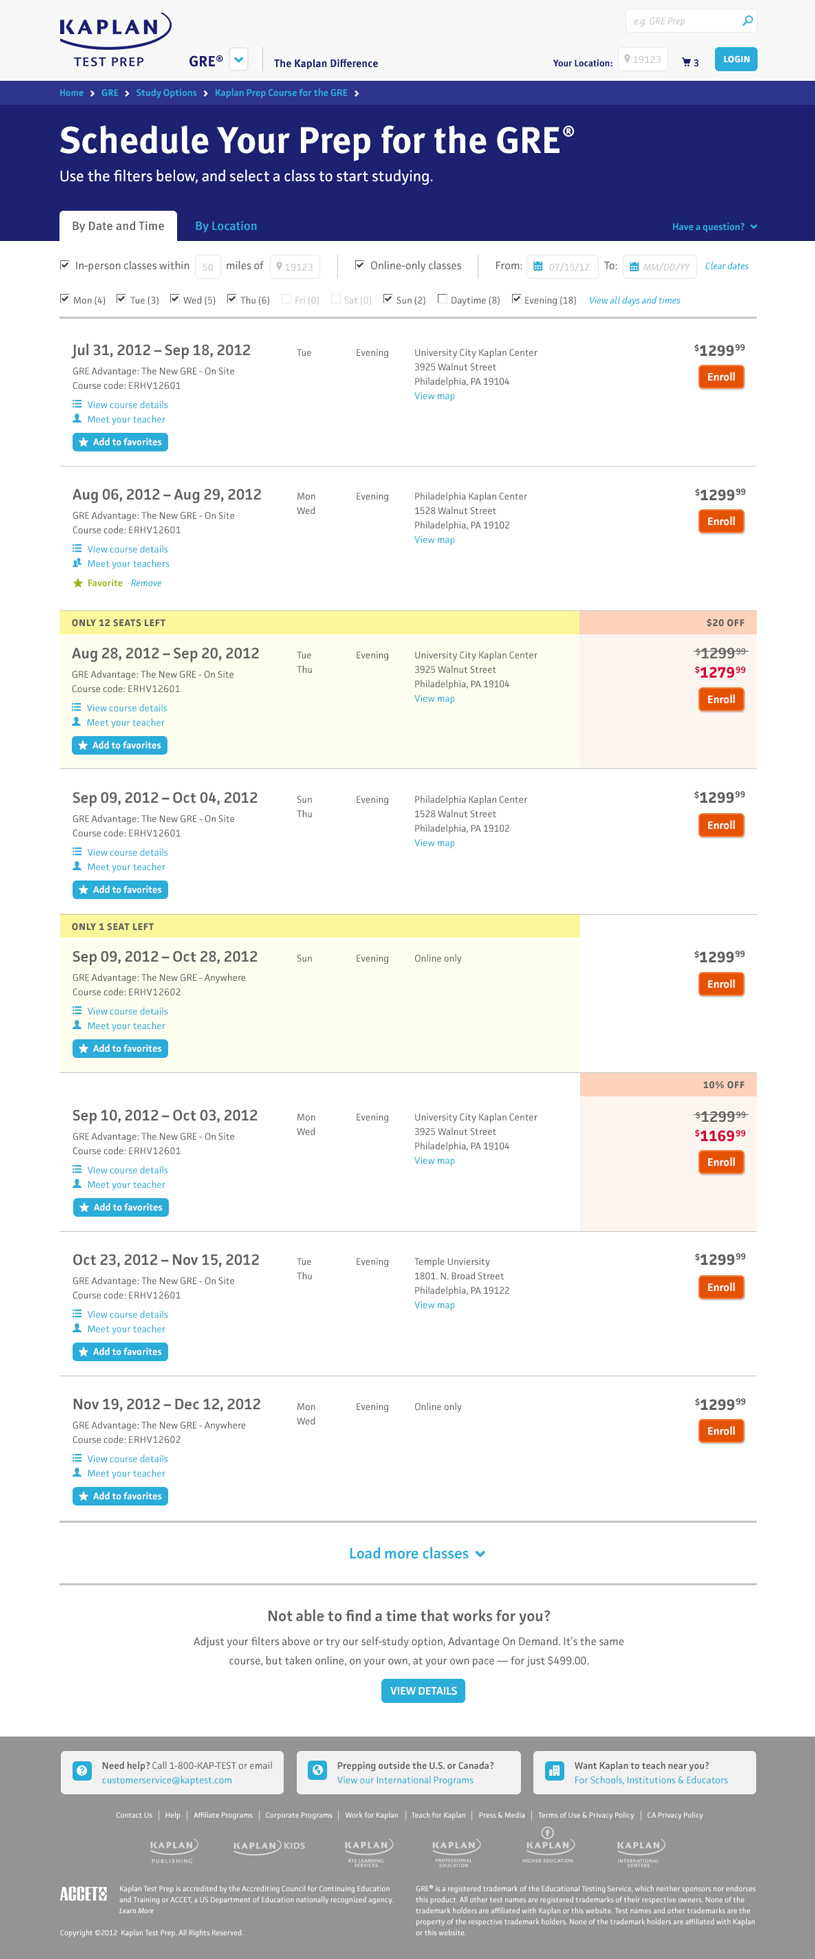 e.g. GRE Prep
KAPLAN
TEST PREP
GRE®
The Kaplan Difference
Your Location:
19123
3
LOGIN
Home
GRE
Study Options
Kaplan Prep Course for the GRE
Schedule Your Prep for the GRE®
Use the filters below, and select a class to start studying.
By Date and Time
By Location
Have a question?
In-person classes within 50 miles of 19123
Online-only classes
From: 07/15/12 To: MM/DD/YY Clear dates
Mon (4) Tue (3) Wed (5) Thu (6) Fri (0) Sat (0) Sun (2) Daytime (8) Evening (18) View all days and times
Jul 31, 2012 – Sep 18, 2012
GRE Advantage: The New GRE - On Site
Course code: ERHV12601
View course details
Meet your teacher
Add to favorites
Tue
Evening
University City Kaplan Center
3925 Walnut Street
Philadelphia, PA 19104
View map
$1299 99
Enroll
Aug 06, 2012 – Aug 29, 2012
GRE Advantage: The New GRE - On Site
Course code: ERHV12601
View course details
Meet your teachers
Favorite Remove
Mon
Wed
Evening
Philadelphia Kaplan Center
1528 Walnut Street
Philadelphia, PA 19102
View map
$1299 99
Enroll
ONLY 12 SEATS LEFT
$20 OFF
Aug 28, 2012 – Sep 20, 2012
GRE Advantage: The New GRE - On Site
Course code: ERHV12601
View course details
Meet your teacher
Add to favorites
Tue
Thu
Evening
University City Kaplan Center
3925 Walnut Street
Philadelphia, PA 19104
View map
$1299 99
$1279 99
Enroll
Sep 09, 2012 – Oct 04, 2012
GRE Advantage: The New GRE - On Site
Course code: ERHV12601
View course details
Meet your teacher
Add to favorites
Sun
Thu
Evening
Philadelphia Kaplan Center
1528 Walnut Street
Philadelphia, PA 19102
View map
$1299 99
Enroll
ONLY 1 SEAT LEFT
Sep 09, 2012 – Oct 28, 2012
GRE Advantage: The New GRE - Anywhere
Course code: ERHV12602
View course details
Meet your teacher
Add to favorites
Sun
Evening
Online only
$1299 99
Enroll
10% OFF
Sep 10, 2012 – Oct 03, 2012
GRE Advantage: The New GRE - On Site
Course code: ERHV12601
View course details
Meet your teacher
Add to favorites
Mon
Wed
Evening
University City Kaplan Center
3925 Walnut Street
Philadelphia, PA 19104
View map
$1299 99
$1169 99
Enroll
Oct 23, 2012 – Nov 15, 2012
GRE Advantage: The New GRE - On Site
Course code: ERHV12601
View course details
Meet your teacher
Add to favorites
Tue
Thu
Evening
Temple Unviersity
1801. N. Broad Street
Philadelphia, PA 19122
View map
$1299 99
Enroll
Nov 19, 2012 – Dec 12, 2012
GRE Advantage: The New GRE - Anywhere
Course code: ERHV12602
View course details
Meet your teacher
Add to favorites
Mon
Wed
Evening
Online only
$1299 99
Enroll
Load more classes
Not able to find a time that works for you?
Adjust your filters above or try our self-study option, Advantage On Demand. It's the same
course, but taken online, on your own, at your own pace — for just $499.00.
VIEW DETAILS
Need help? Call 1-800-KAP-TEST or email
customerservice@kaptest.com
Prepping outside the U.S. or Canada?
View our International Programs
Want Kaplan to teach near you?
For Schools, Institutions & Educators
Contact Us | Help | Affiliate Programs | Corporate Programs | Work for Kaplan | Teach for Kaplan | Press & Media | Terms of Use & Privacy Policy | CA Privacy Policy
KAPLAN
PUBLISHING
KAPLAN KIDS
KAPLAN
K12 LEARNING
SERVICES
KAPLAN
PROFESSIONAL
EDUCATION
KAPLAN
HIGHER EDUCATION
KAPLAN
INTERNATIONAL
CENTERS
ACCET
Kaplan Test Prep is accredited by the Accrediting Council for Continuing Education
and Training or ACCET, a US Department of Education nationally recognized agency.
Learn More
Copyright ©2012 Kaplan Test Prep. All Rights Reserved.
GRE® is a registered trademark of the Educational Testing Service, which neither sponsors nor endorses
this product. All other test names are registered trademarks of their respective owners. None of the
trademark holders are affiliated with Kaplan or this website. Test names and other trademarks are the
property of the respective trademark holders. None of the trademark holders are affiliated with Kaplan
or this website.